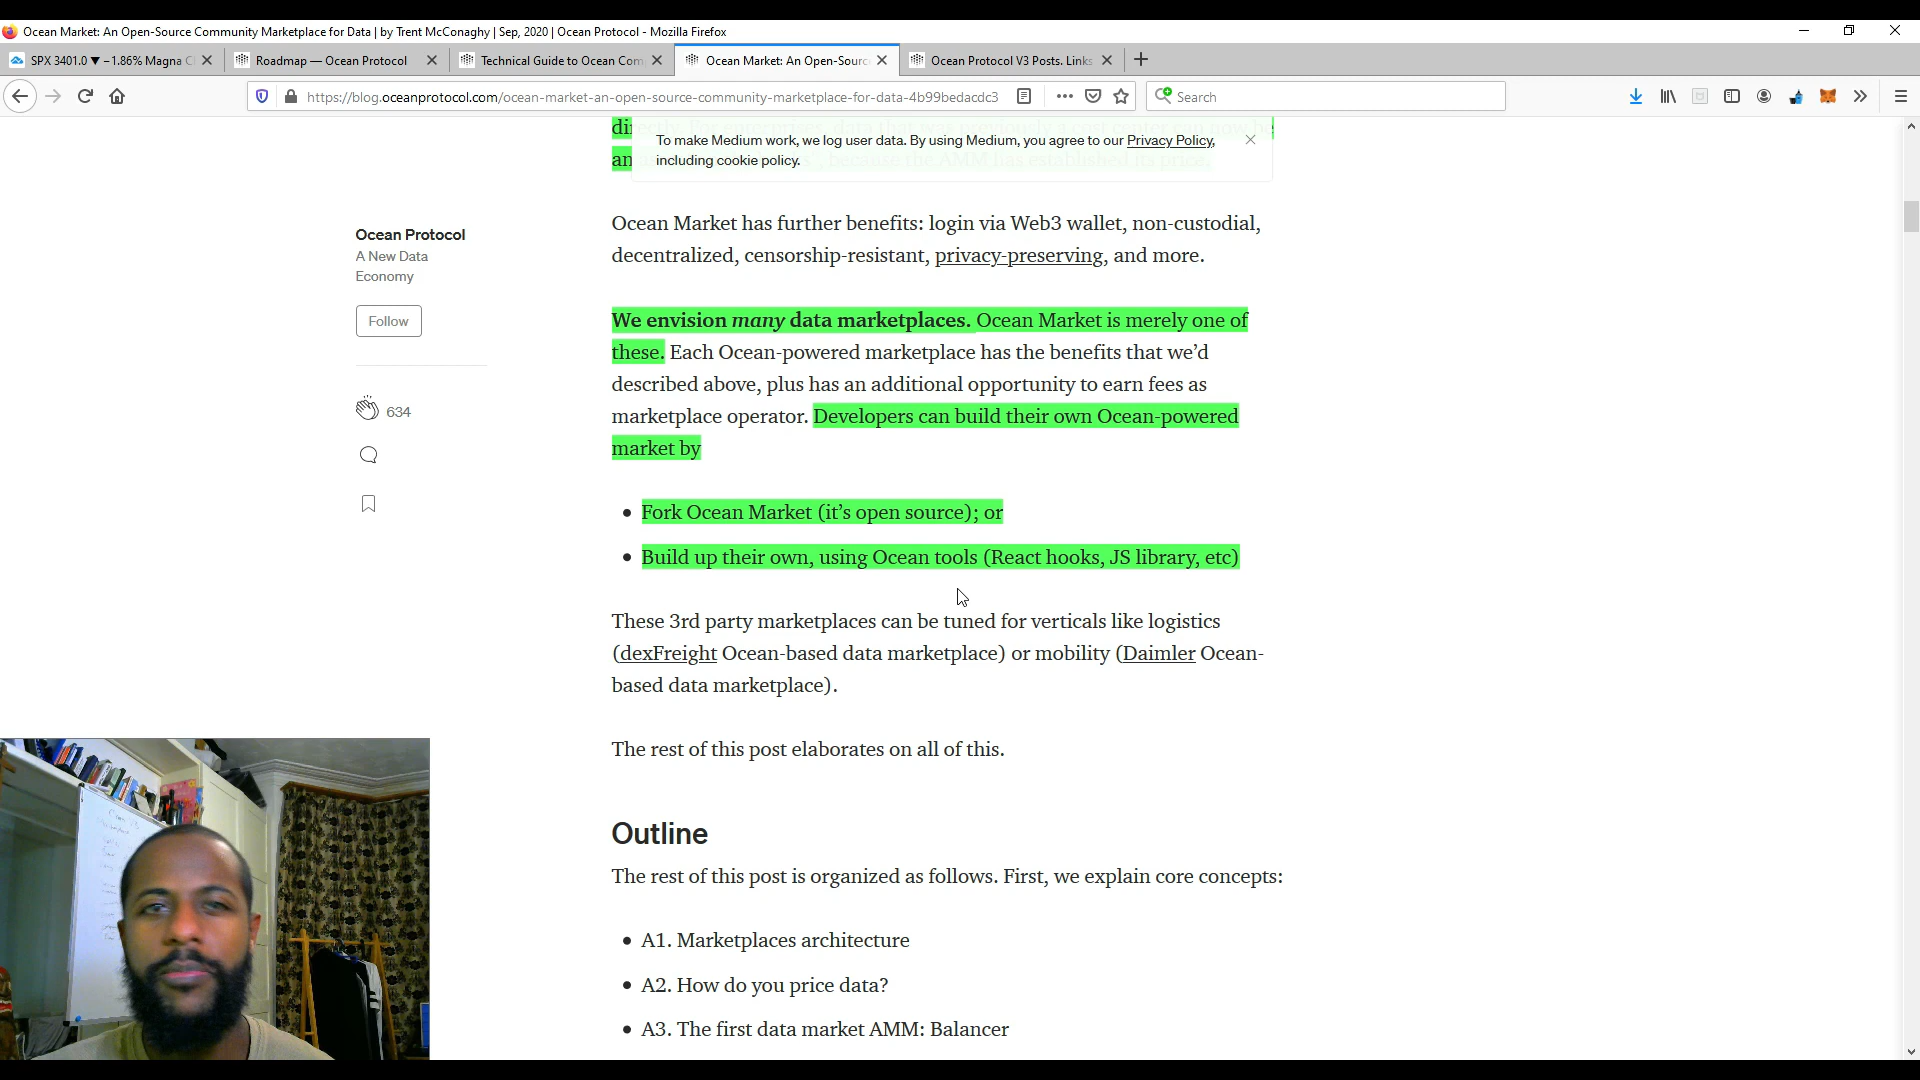 Ocean Market: An Open-Source Community Marketplace for Data | by Trent McConaghy | Sep, 2020 | Ocean Protocol - Mozilla Firefox
SPX 3401.0 ▼ −1.86% Magna C
Roadmap — Ocean Protocol
Technical Guide to Ocean Com
Ocean Market: An Open-Sourc
Ocean Protocol V3 Posts. Links
https://blog.oceanprotocol.com/ocean-market-an-open-source-community-marketplace-for-data-4b99bedacdc3
Search
To make Medium work, we log user data. By using Medium, you agree to our Privacy Policy,
including cookie policy.
Ocean Market has further benefits: login via Web3 wallet, non-custodial,
decentralized, censorship-resistant, privacy-preserving, and more.
Ocean Protocol
A New Data
Economy
Follow
634
We envision many data marketplaces. Ocean Market is merely one of
these. Each Ocean-powered marketplace has the benefits that we’d
described above, plus has an additional opportunity to earn fees as
marketplace operator. Developers can build their own Ocean-powered
market by
• Fork Ocean Market (it’s open source); or
• Build up their own, using Ocean tools (React hooks, JS library, etc)
These 3rd party marketplaces can be tuned for verticals like logistics
(dexFreight Ocean-based data marketplace) or mobility (Daimler Ocean-
based data marketplace).
The rest of this post elaborates on all of this.
Outline
The rest of this post is organized as follows. First, we explain core concepts:
• A1. Marketplaces architecture
• A2. How do you price data?
• A3. The first data market AMM: Balancer